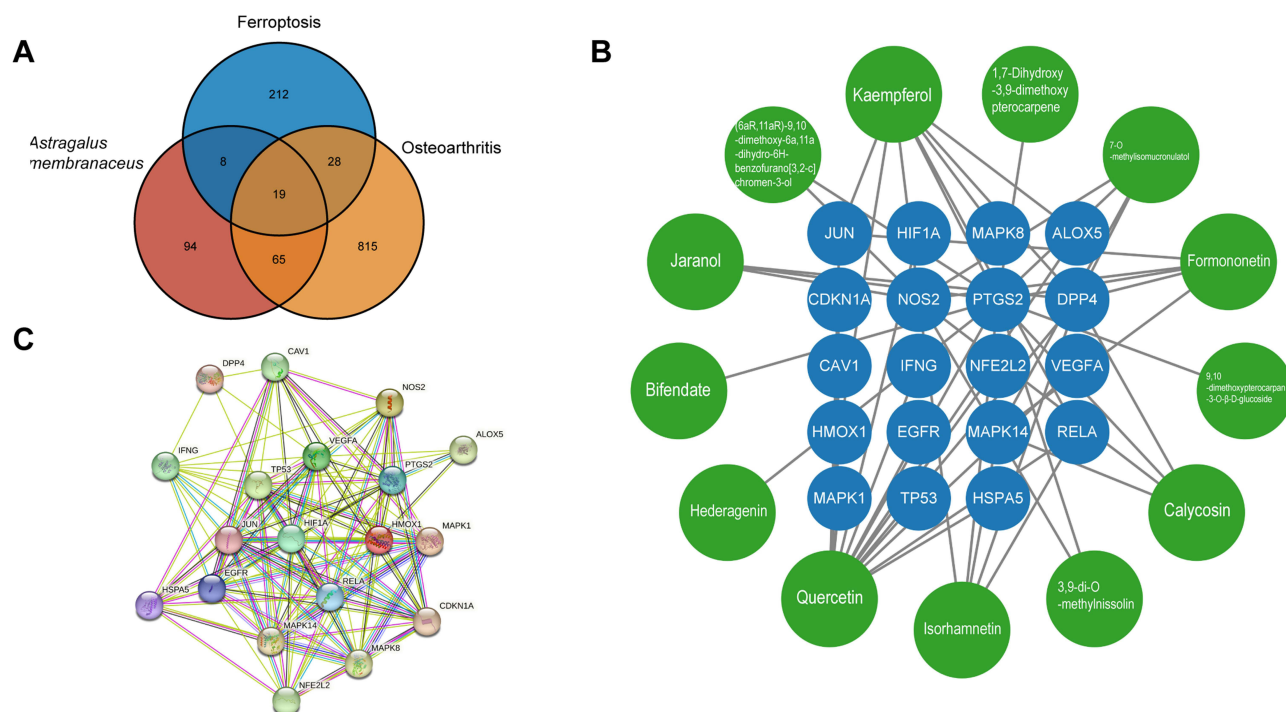 A
Ferroptosis
212
Astragalus
membranaceus
Osteoarthritis
8
28
19
94
65
815
B
Kaempferol
1,7-Dihydroxy
-3,9-dimethoxy
pterocarpene
(6aR,11aR)-9,10
-dimethoxy-6a,11a
-dihydro-6H-
benzofurano[3,2-c]
chromen-3-ol
7-O
-methylisomucronulatol
Jaranol
Formononetin
Bifendate
9,10
-dimethoxypterocarpan
-3-O-β-D-glucoside
Hederagenin
Calycosin
Quercetin
Isorhamnetin
3,9-di-O
-methylnissolin
JUN
HIF1A
MAPK8
ALOX5
CDKN1A
NOS2
PTGS2
DPP4
CAV1
IFNG
NFE2L2
VEGFA
HMOX1
EGFR
MAPK14
RELA
MAPK1
TP53
HSPA5
C
DPP4
CAV1
NOS2
ALOX5
VEGFA
IFNG
TP53
PTGS2
JUN
HIF1A
HMOX1
MAPK1
EGFR
RELA
HSPA5
CDKN1A
MAPK14
MAPK8
NFE2L2